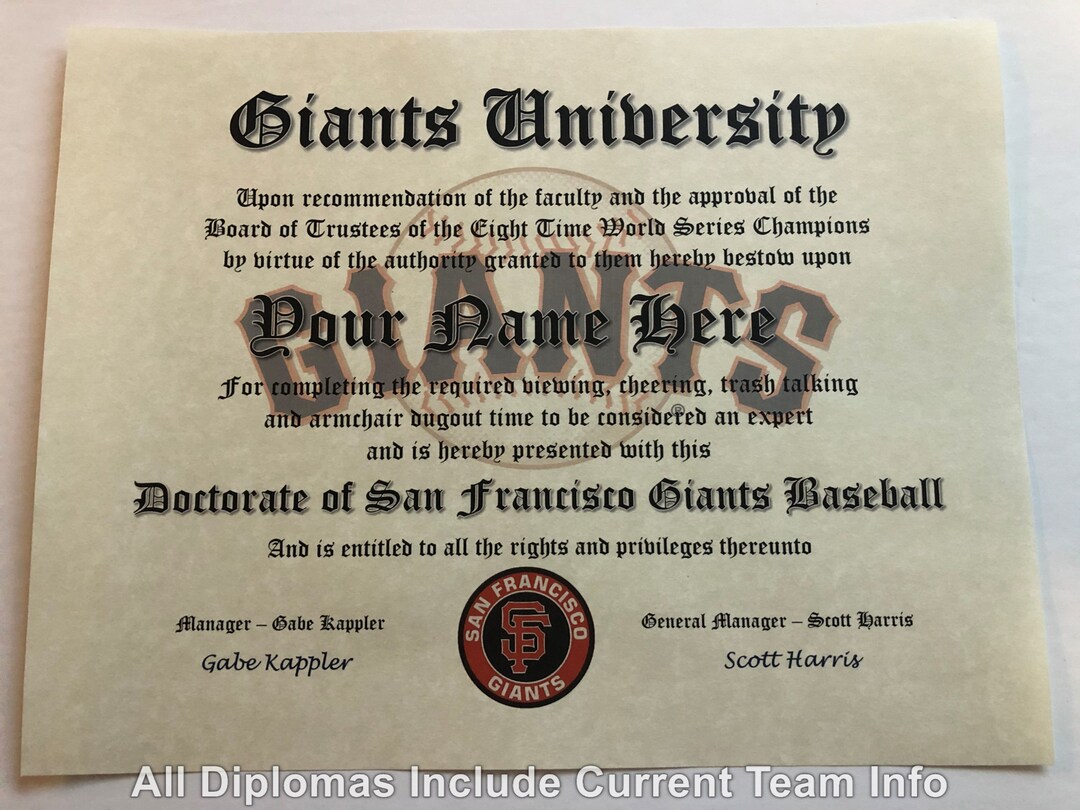 Giants University
Upon recommendation of the faculty and the approval of the
Board of Trustees of the Eight Time World Series Champions
by virtue of the authority granted to them hereby bestow upon
GIANTS
Your Name Here
For completing the required viewing, cheering, trash talking
and armchair dugout time to be considered an expert
®
and is hereby presented with this
Doctorate of San Francisco Giants Baseball
And is entitled to all the rights and privileges thereunto
SAN FRANCISCO
SF
GIANTS
Manager – Gabe Kappler
Gabe Kappler
General Manager – Scott Harris
Scott Harris
All Diplomas Include Current Team Info